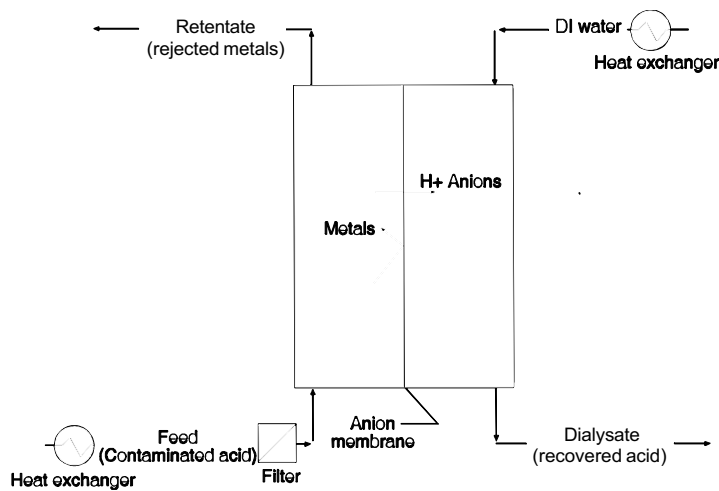 Retentate
(rejected metals)
DI water
Heat exchanger
H+ Anions
Metals
Anion
membrane
Feed
(Contaminated acid)
Filter
Heat exchanger
Dialysate
(recovered acid)